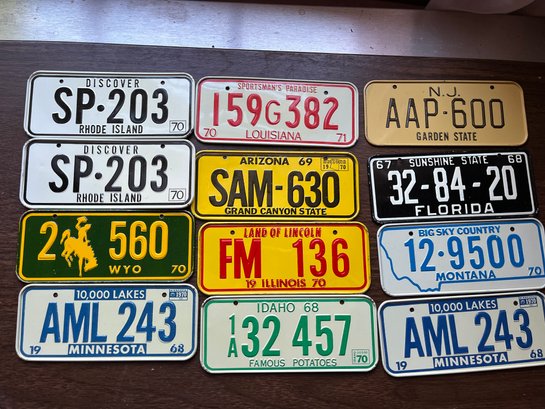 DISCOVER
SP·203
RHODE ISLAND 70
SPORTSMAN'S PARADISE
159G382
70 LOUISIANA 71
N.J.
AAP-600
GARDEN STATE
DISCOVER
SP·203
RHODE ISLAND 70
ARIZONA 69
19 70
SAM-630
GRAND CANYON STATE
67 SUNSHINE STATE 68
32-84-20
FLORIDA
2 560
WYO 70
LAND OF LINCOLN
FM 136
19 ILLINOIS 70
BIG SKY COUNTRY
12·9500
MONTANA 70
10,000 LAKES
1970
AML 243
19 MINNESOTA 68
IDAHO 68
1A 32 457
FAMOUS POTATOES
70
10,000 LAKES
1970
AML 243
19 MINNESOTA 68